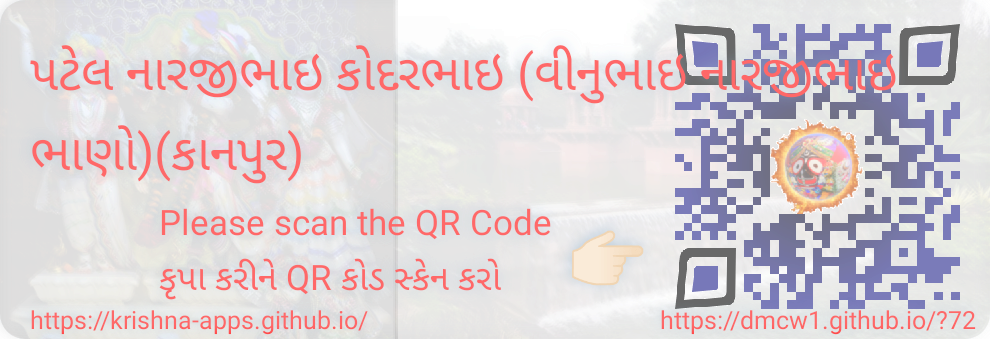 પટેલ નારજીભાઇ કોદરભાઇ (વીનુભાઇ નારજીભાઇ
ભાણો)(કાનપુર)
Please scan the QR Code
કૃપા કરીને QR કોડ સ્કેન કરો
https://krishna-apps.github.io/
https://dmcw1.github.io/?72